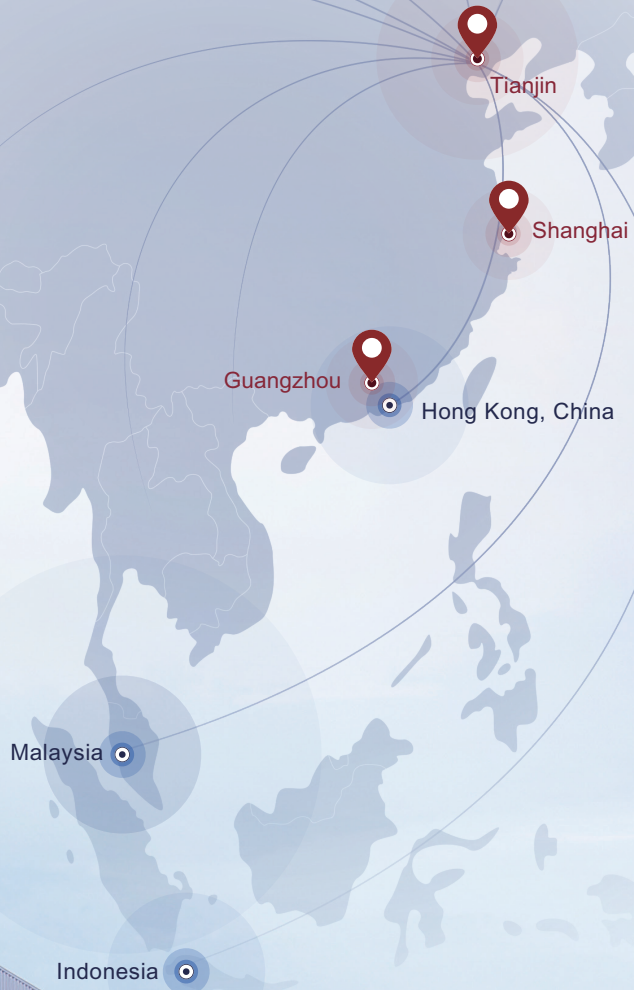 Tianjin
Shanghai
Guangzhou
Hong Kong, China
Malaysia
Indonesia